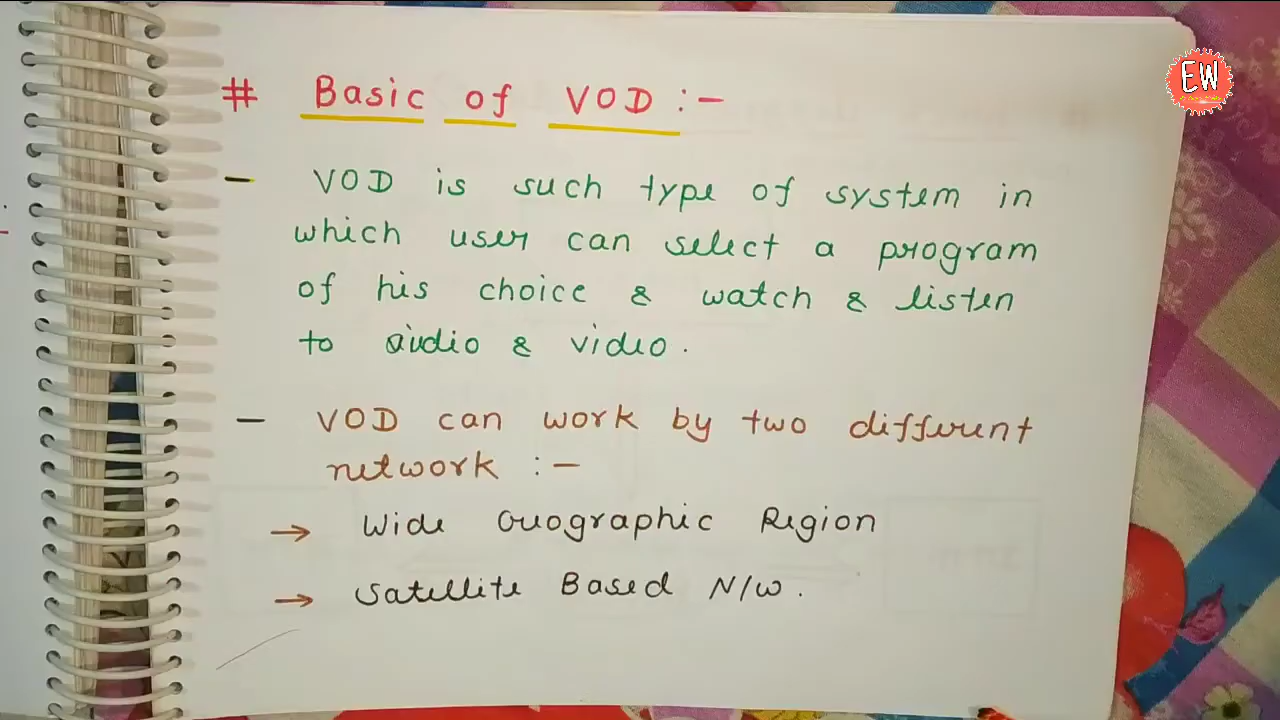 # Basic of VOD :-
EW
- VOD is such type of system in
which user can select a program
of his choice & watch & listen
to audio & video.
- VOD can work by two different
network :-
→ Wide Geographic Region
→ Satellite Based N/W.